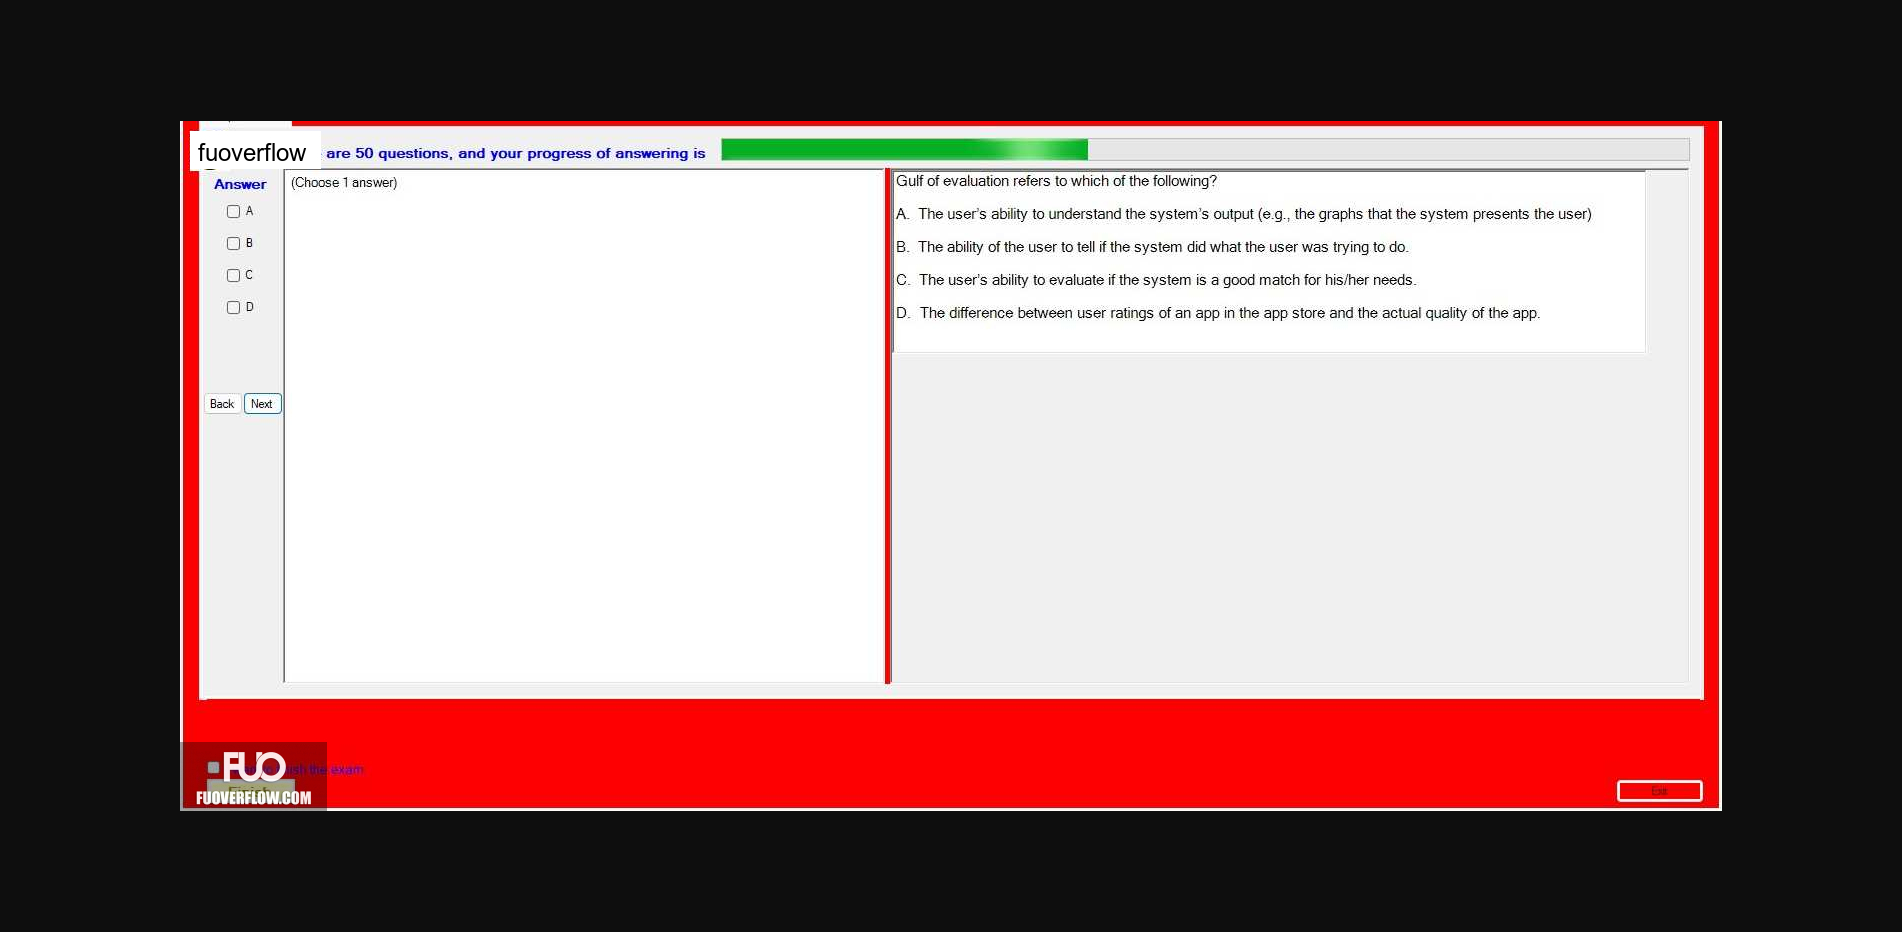 fuoverflow are 50 questions, and your progress of answering is
Answer
(Choose 1 answer)
A
B
C
D
Back Next
Gulf of evaluation refers to which of the following?
A. The user's ability to understand the system's output (e.g., the graphs that the system presents the user)
B. The ability of the user to tell if the system did what the user was trying to do.
C. The user's ability to evaluate if the system is a good match for his/her needs.
D. The difference between user ratings of an app in the app store and the actual quality of the app.
FUO
the exam
Finish
FUOVERFLOW.COM
Exit